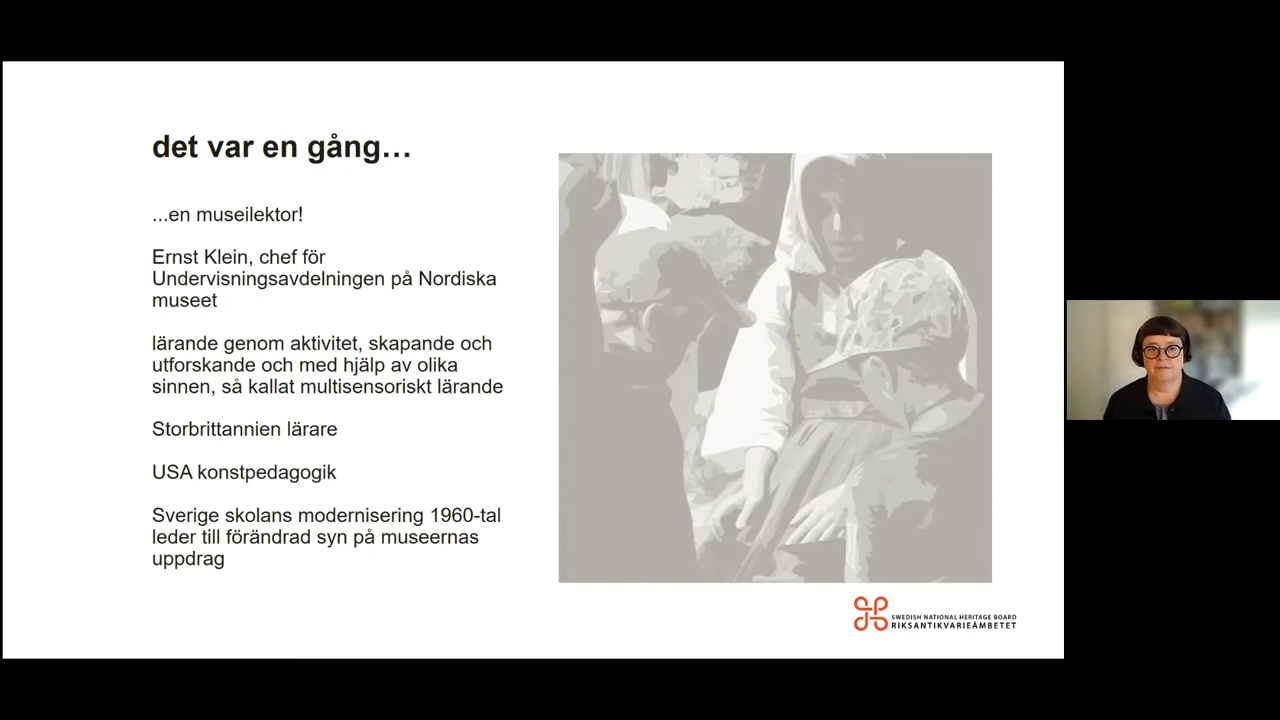 det var en gång…
...en museilektor!
Ernst Klein, chef för
Undervisningsavdelningen på Nordiska
museet
lärande genom aktivitet, skapande och
utforskande och med hjälp av olika
sinnen, så kallat multisensoriskt lärande
Storbrittannien lärare
USA konstpedagogik
Sverige skolans modernisering 1960-tal
leder till förändrad syn på museernas
uppdrag
SWEDISH NATIONAL HERITAGE BOARD
RIKSANTIKVARIEÄMBETET